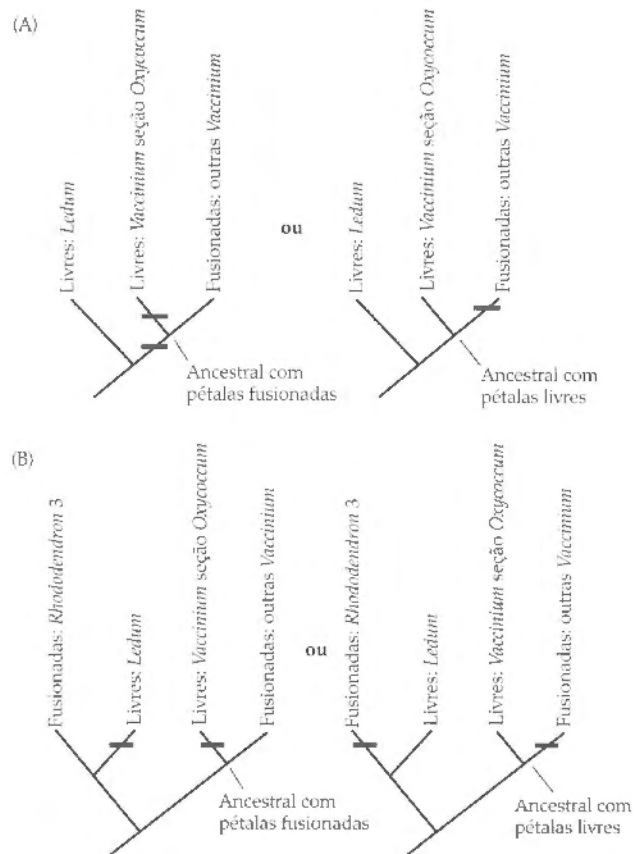 (A)
Livres: Ledum
Livres: Vaccinium seção Oxycoccum
Fusionadas: outras Vaccinium
ou
Livres: Ledum
Livres: Vaccinium seção Oxycoccum
Fusionadas: outras Vaccinium
Ancestral com
pétalas fusionadas
Ancestral com
pétalas livres
(B)
Fusionadas: Rhododendron 3
Livres: Ledum
Livres: Vaccinium seção Oxycoccum
Fusionadas: outras Vaccinium
ou
Fusionadas: Rhododendron 3
Livres: Ledum
Livres: Vaccinium seção Oxycoccum
Fusionadas: outras Vaccinium
Ancestral com
pétalas fusionadas
Ancestral com
pétalas livres